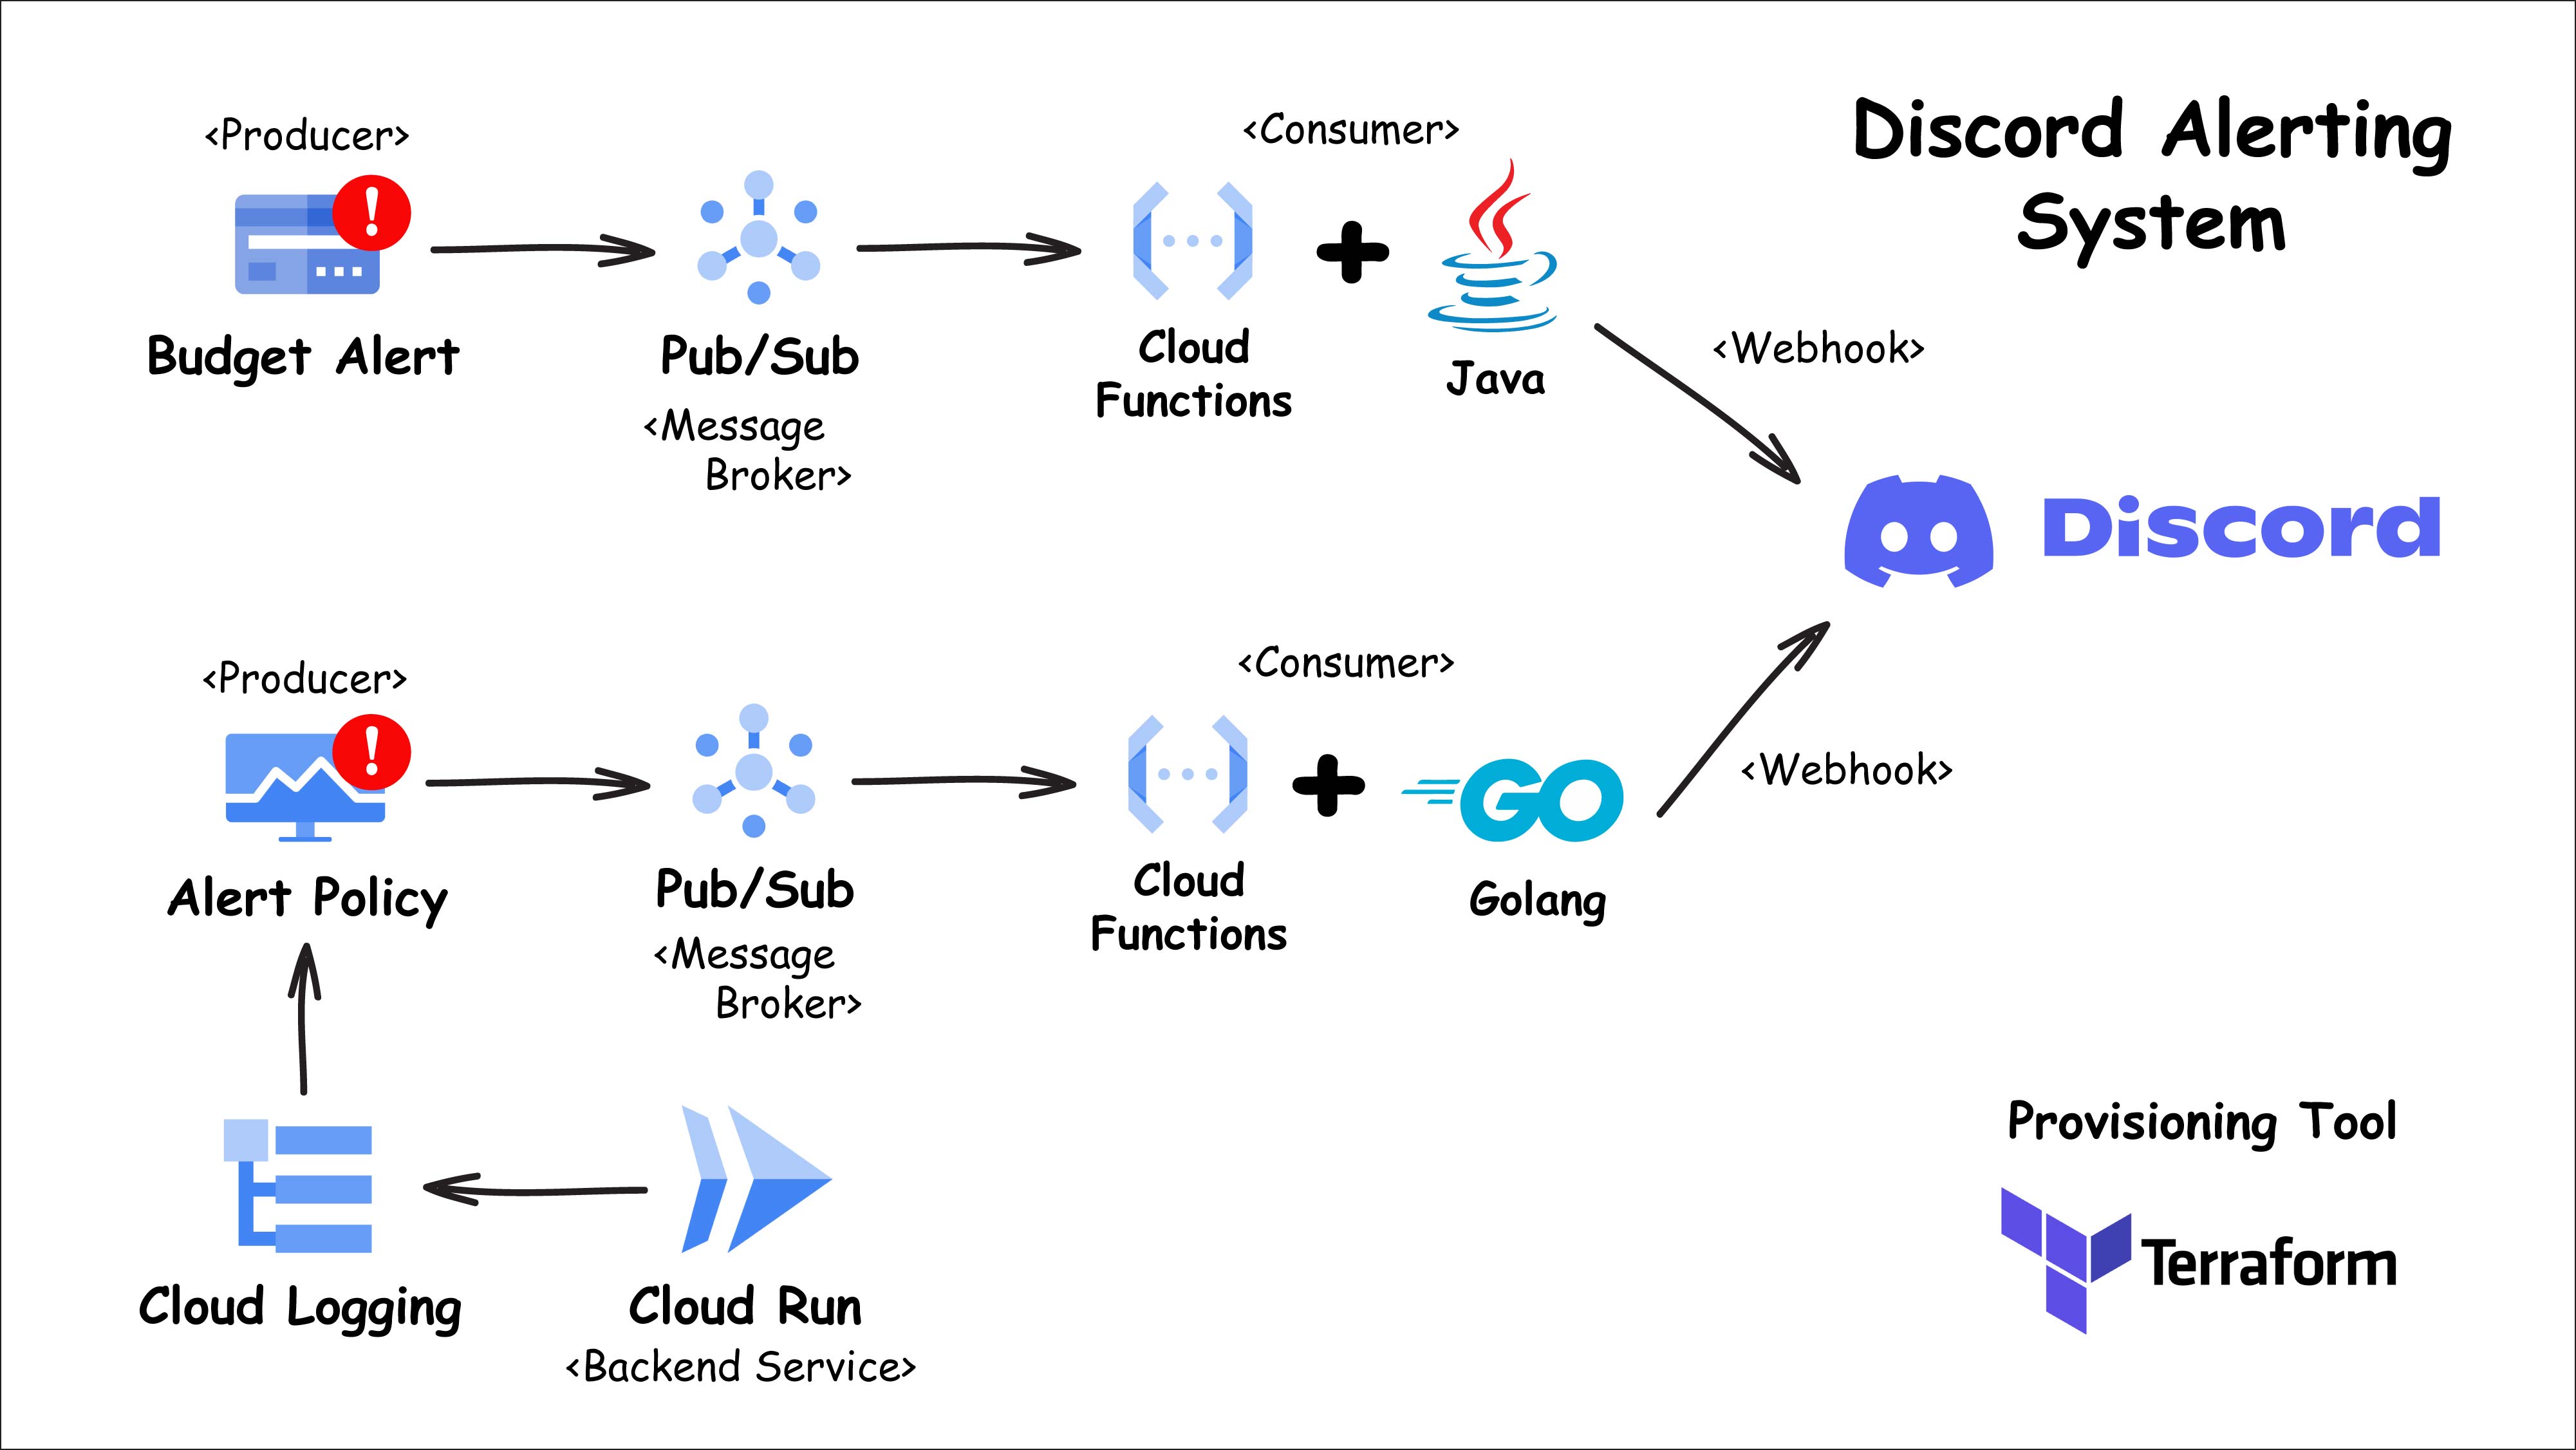 Discord Alerting
System
<Producer>
<Consumer>
Budget Alert
Pub/Sub
<Message
Broker>
Cloud
Functions
Java
<Webhook>
Discord
<Producer>
<Consumer>
GO
Alert Policy
Pub/Sub
<Message
Broker>
Cloud
Functions
Golang
<Webhook>
Cloud Logging
Cloud Run
<Backend Service>
Provisioning Tool
Terraform